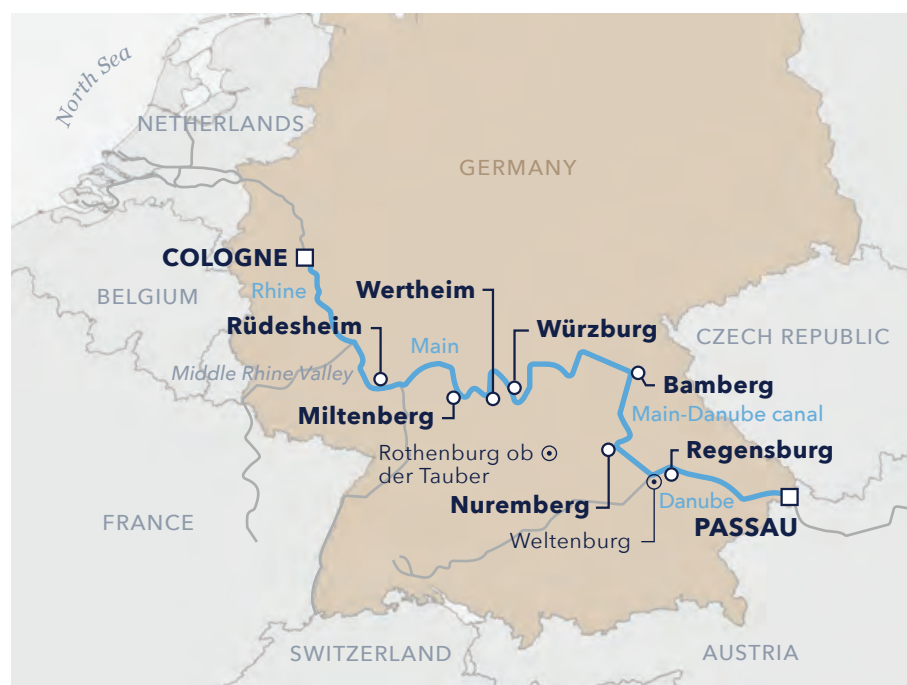 North Sea
NETHERLANDS
GERMANY
COLOGNE
BELGIUM
Rhine
Wertheim
Rüdesheim
Main
Würzburg
CZECH REPUBLIC
Middle Rhine Valley
Bamberg
Miltenberg
Main-Danube canal
Rothenburg ob
der Tauber
Regensburg
Nuremberg
Danube
FRANCE
PASSAU
Weltenburg
SWITZERLAND
AUSTRIA